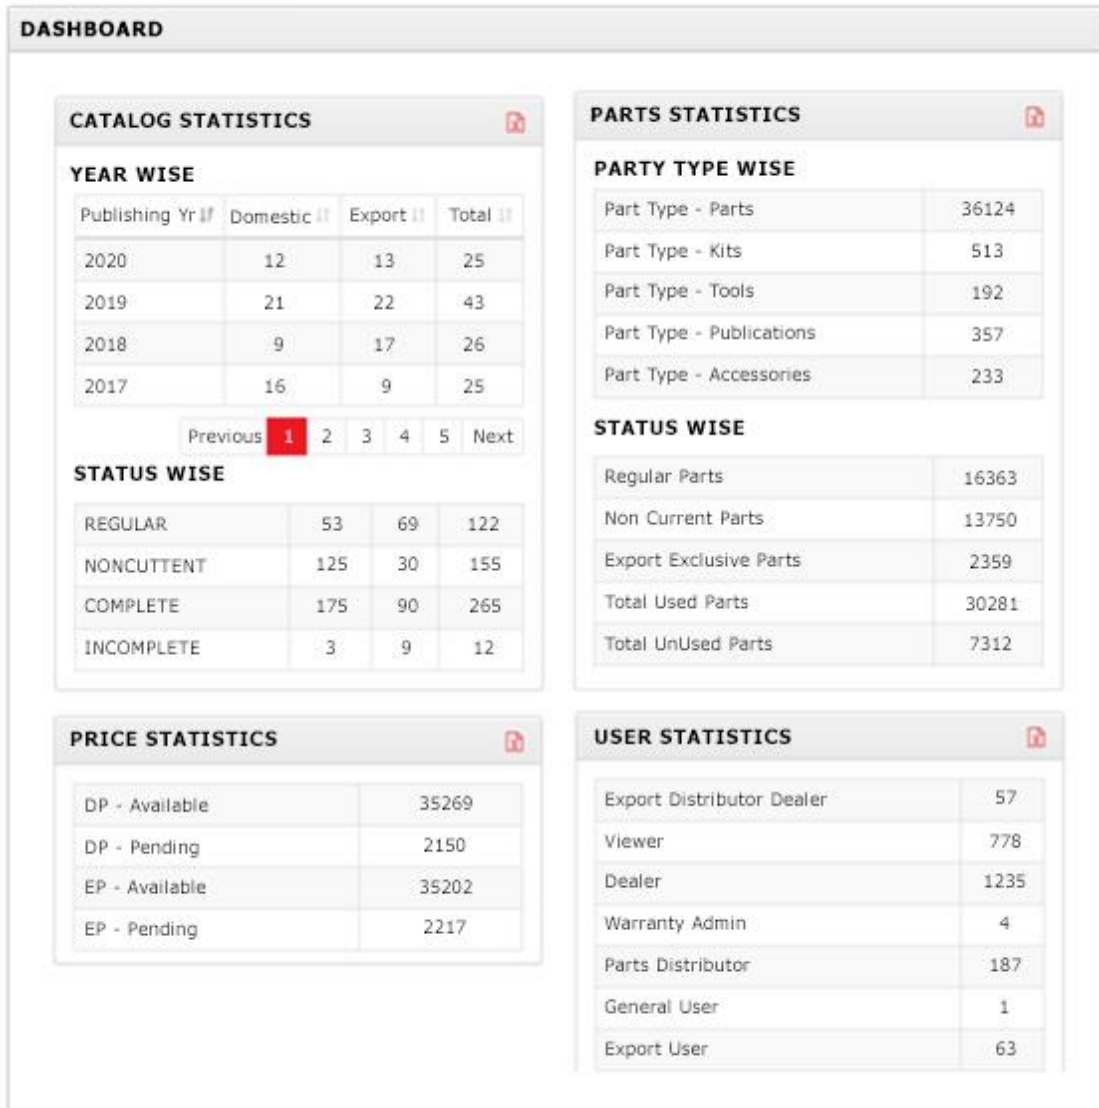 DASHBOARD
CATALOG STATISTICS
YEAR WISE
Publishing Yr Domestic Export Total
2020 12 13 25
2019 21 22 43
2018 9 17 26
2017 16 9 25
Previous 1 2 3 4 5 Next
STATUS WISE
REGULAR 53 69 122
NONCUTTENT 125 30 155
COMPLETE 175 90 265
INCOMPLETE 3 9 12
PARTS STATISTICS
PARTY TYPE WISE
Part Type - Parts 36124
Part Type - Kits 513
Part Type - Tools 192
Part Type - Publications 357
Part Type - Accessories 233
STATUS WISE
Regular Parts 16363
Non Current Parts 13750
Export Exclusive Parts 2359
Total Used Parts 30281
Total UnUsed Parts 7312
PRICE STATISTICS
DP - Available 35269
DP - Pending 2150
EP - Available 35202
EP - Pending 2217
USER STATISTICS
Export Distributor Dealer 57
Viewer 778
Dealer 1235
Warranty Admin 4
Parts Distributor 187
General User 1
Export User 63